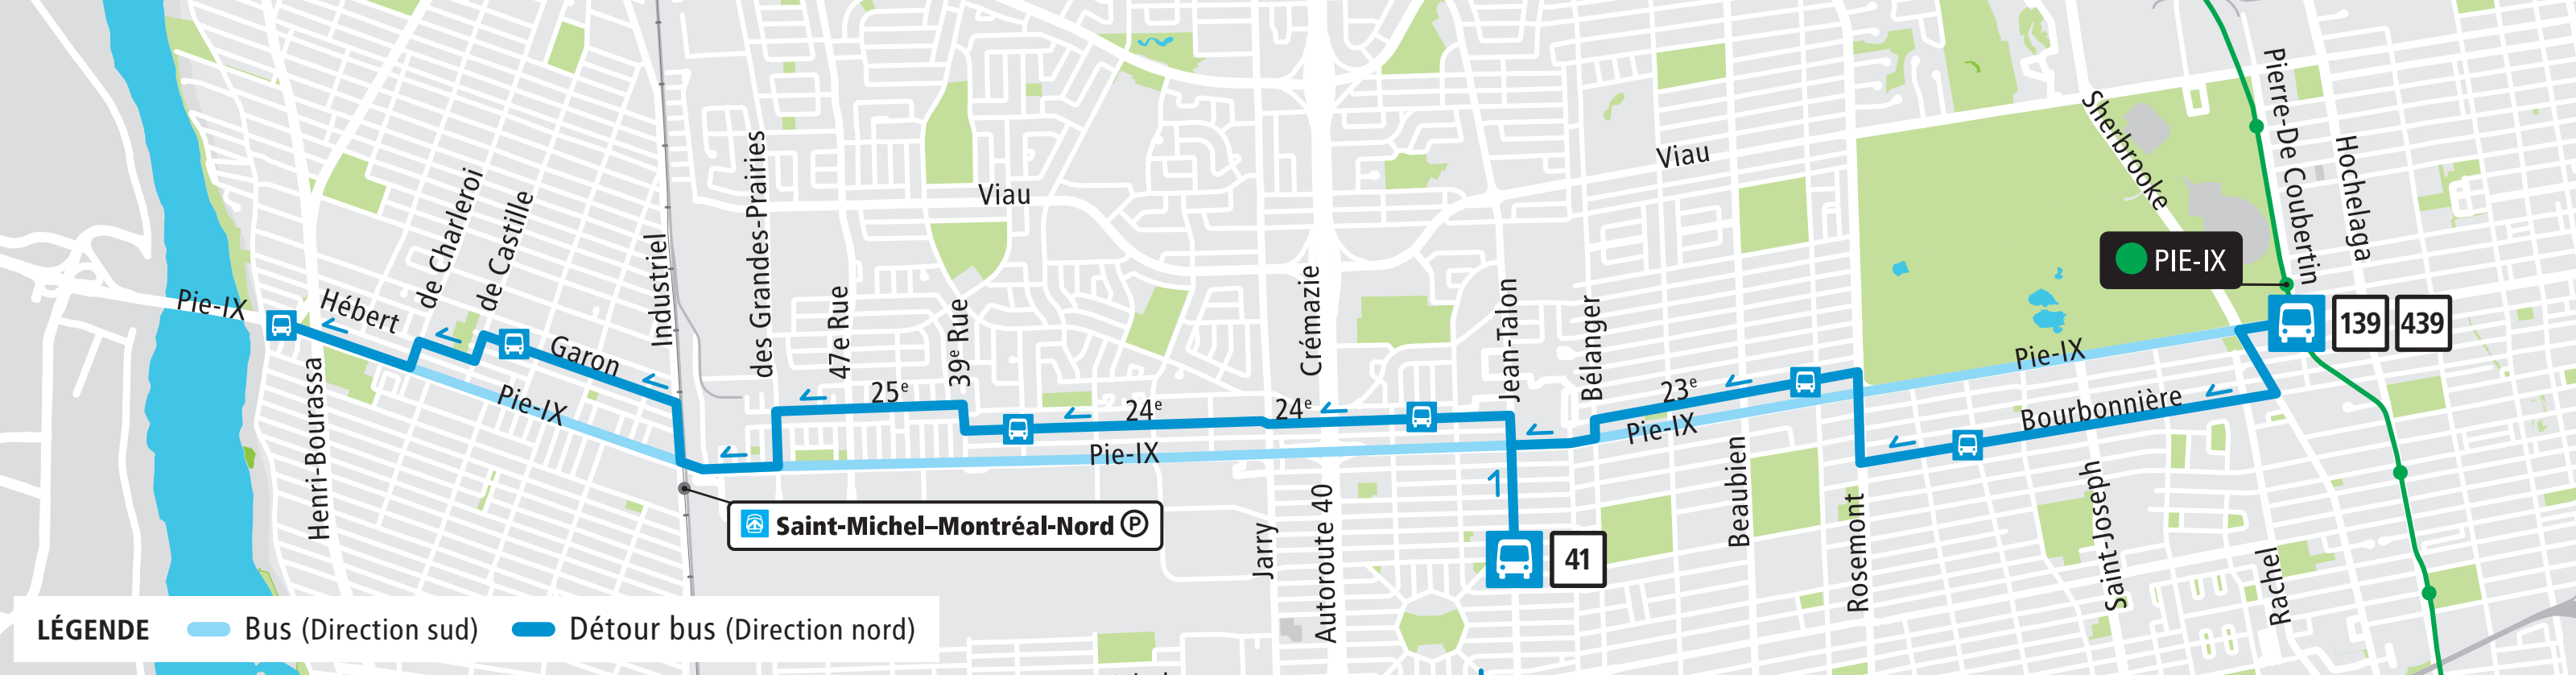 Pie-IX
Hébert
de Charleroi
de Castille
Garon
Industriel
Pie-IX
Henri-Bourassa
des Grandes-Prairies
47e Rue
39e Rue
25e
Viau
24e
24e
Pie-IX
Crémazie
Jarry
Autoroute 40
Jean-Talon
Bélanger
Viau
23e
Pie-IX
Beaubien
Rosemont
Sherbrooke
Pierre-De Coubertin
Hochelaga
PIE-IX
139
439
Pie-IX
Bourbonnière
Saint-Joseph
Rachel
41
Saint-Michel–Montréal-Nord P
LÉGENDE Bus (Direction sud) Détour bus (Direction nord)